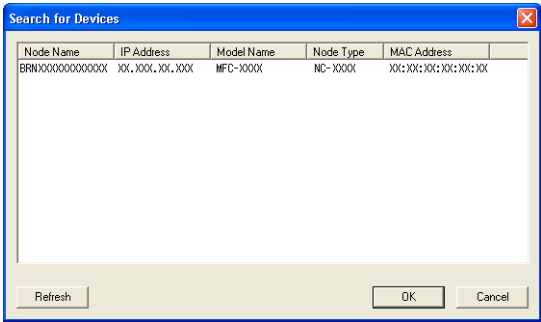 Search for Devices
Node Name IP Address Model Name Node Type MAC Address
BRNXXXXXXXXXXXX XX.XXX.XX.XXX MFC-XXXX NC-XXXX XX:XX:XX:XX:XX:XX
Refresh OK Cancel